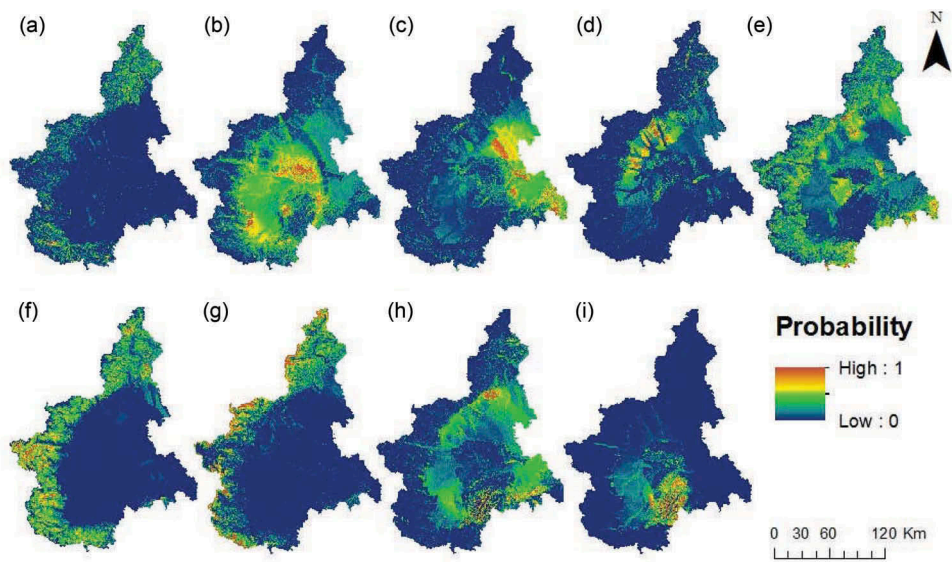 (a) (b) (c) (d) (e) N
(f) (g) (h) (i)
Probability
High : 1
Low : 0
0 30 60 120 Km